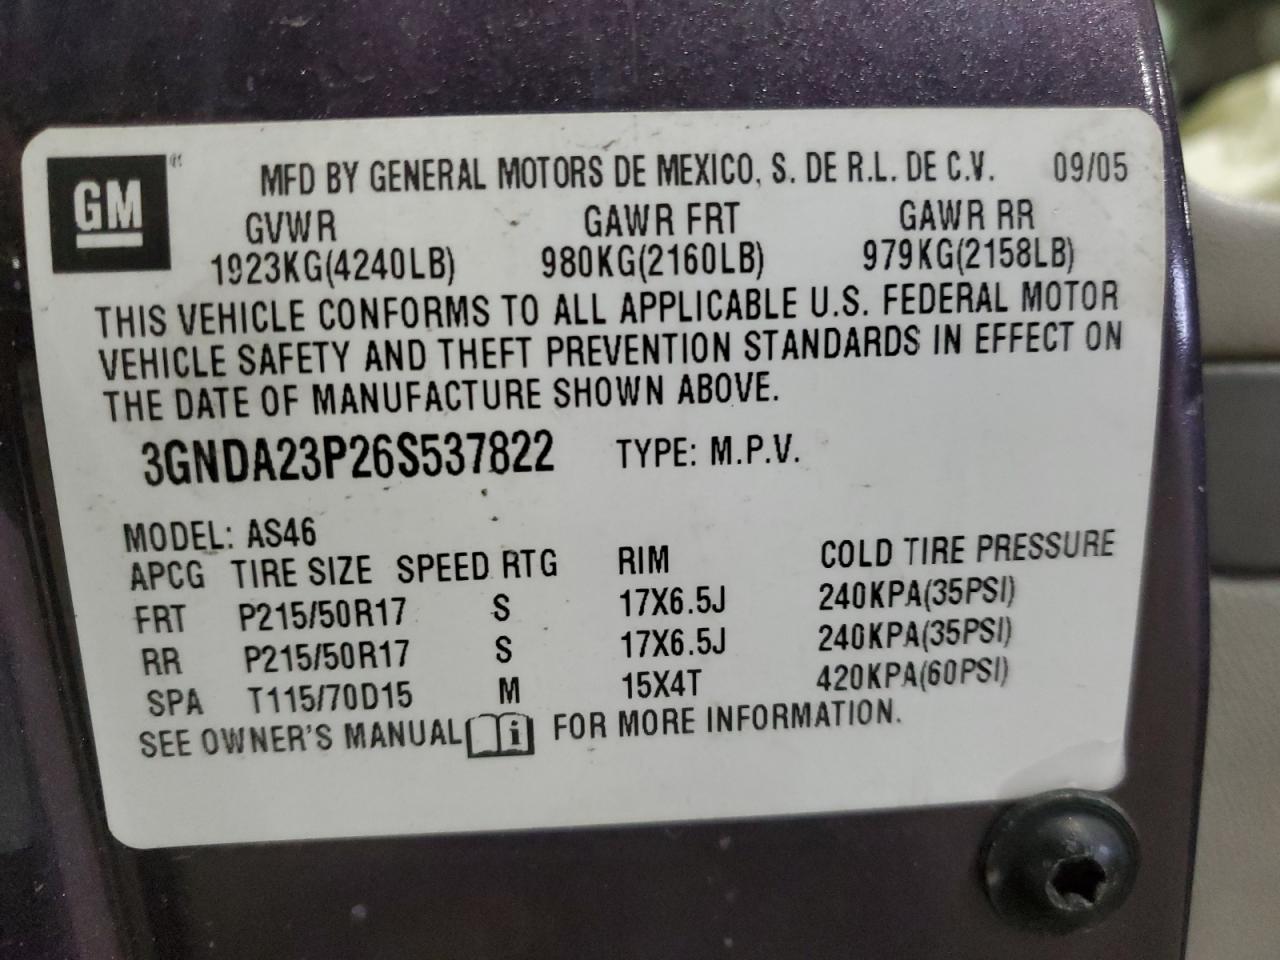 GM
MFD BY GENERAL MOTORS DE MEXICO, S. DE R.L. DE C.V. 09/05
GVWR GAWR FRT GAWR RR
1923KG(4240LB) 980KG(2160LB) 979KG(2158LB)
THIS VEHICLE CONFORMS TO ALL APPLICABLE U.S. FEDERAL MOTOR
VEHICLE SAFETY AND THEFT PREVENTION STANDARDS IN EFFECT ON
THE DATE OF MANUFACTURE SHOWN ABOVE.
3GNDA23P26S537822 TYPE: M.P.V.
MODEL: AS46
APCG TIRE SIZE SPEED RTG RIM COLD TIRE PRESSURE
FRT P215/50R17 S 17X6.5J 240KPA(35PSI)
RR P215/50R17 S 17X6.5J 240KPA(35PSI)
SPA T115/70D15 M 15X4T 420KPA(60PSI)
SEE OWNER'S MANUAL i FOR MORE INFORMATION.